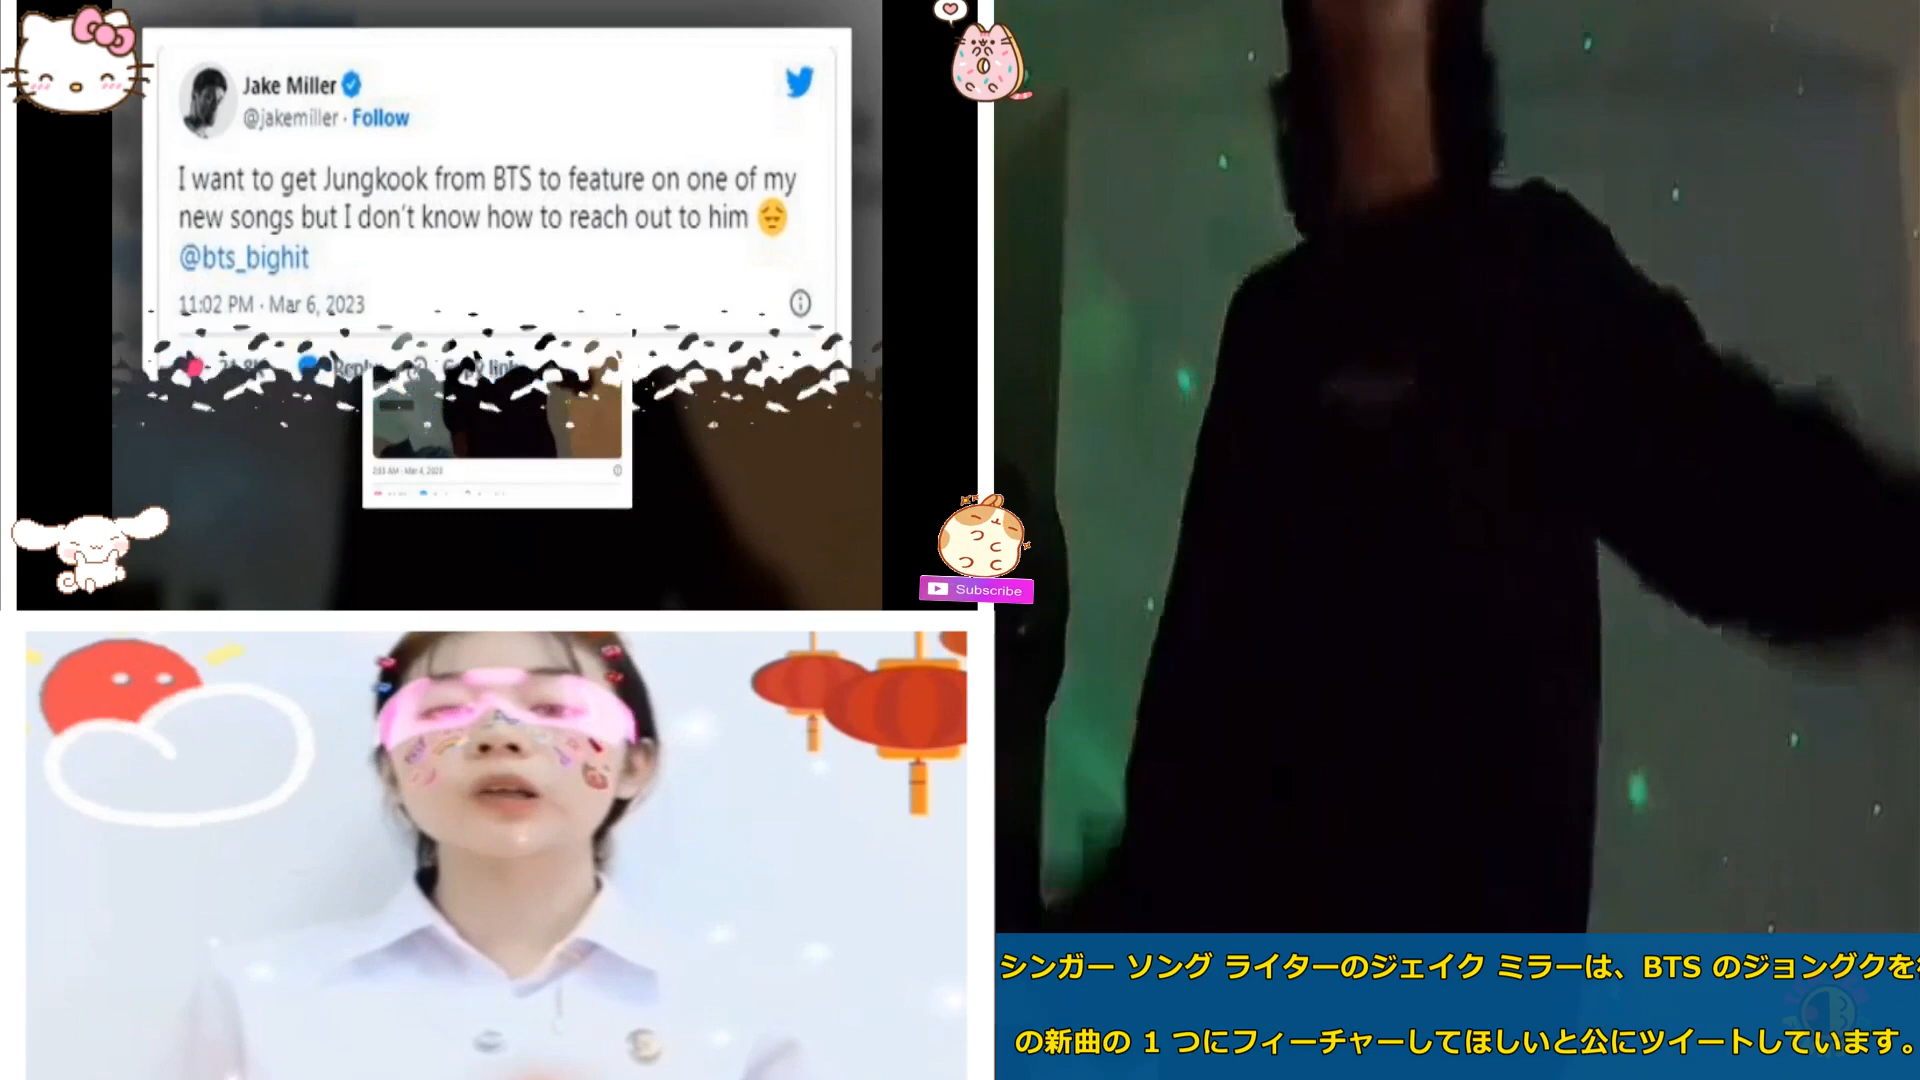 Jake Miller
@jakemiller · Follow
I want to get Jungkook from BTS to feature on one of my
new songs but I don't know how to reach out to him 😔
@bts_bighit
11:02 PM · Mar 6, 2023
Reply Copy link
Subscribe
シンガー ソング ライターのジェイク ミラーは、BTS のジョングクを
の新曲の 1 つにフィーチャーしてほしいと公にツイートしています。